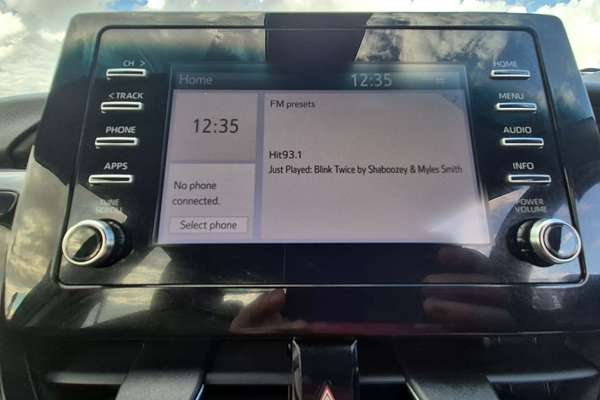 CH >
< TRACK
PHONE
APPS
TUNE
SCROLL
Home
12:35
12:35
No phone
connected.
Select phone
FM presets
Hit93.1
Just Played: Blink Twice by Shaboozey & Myles Smith
HOME
MENU
AUDIO
INFO
POWER
VOLUME